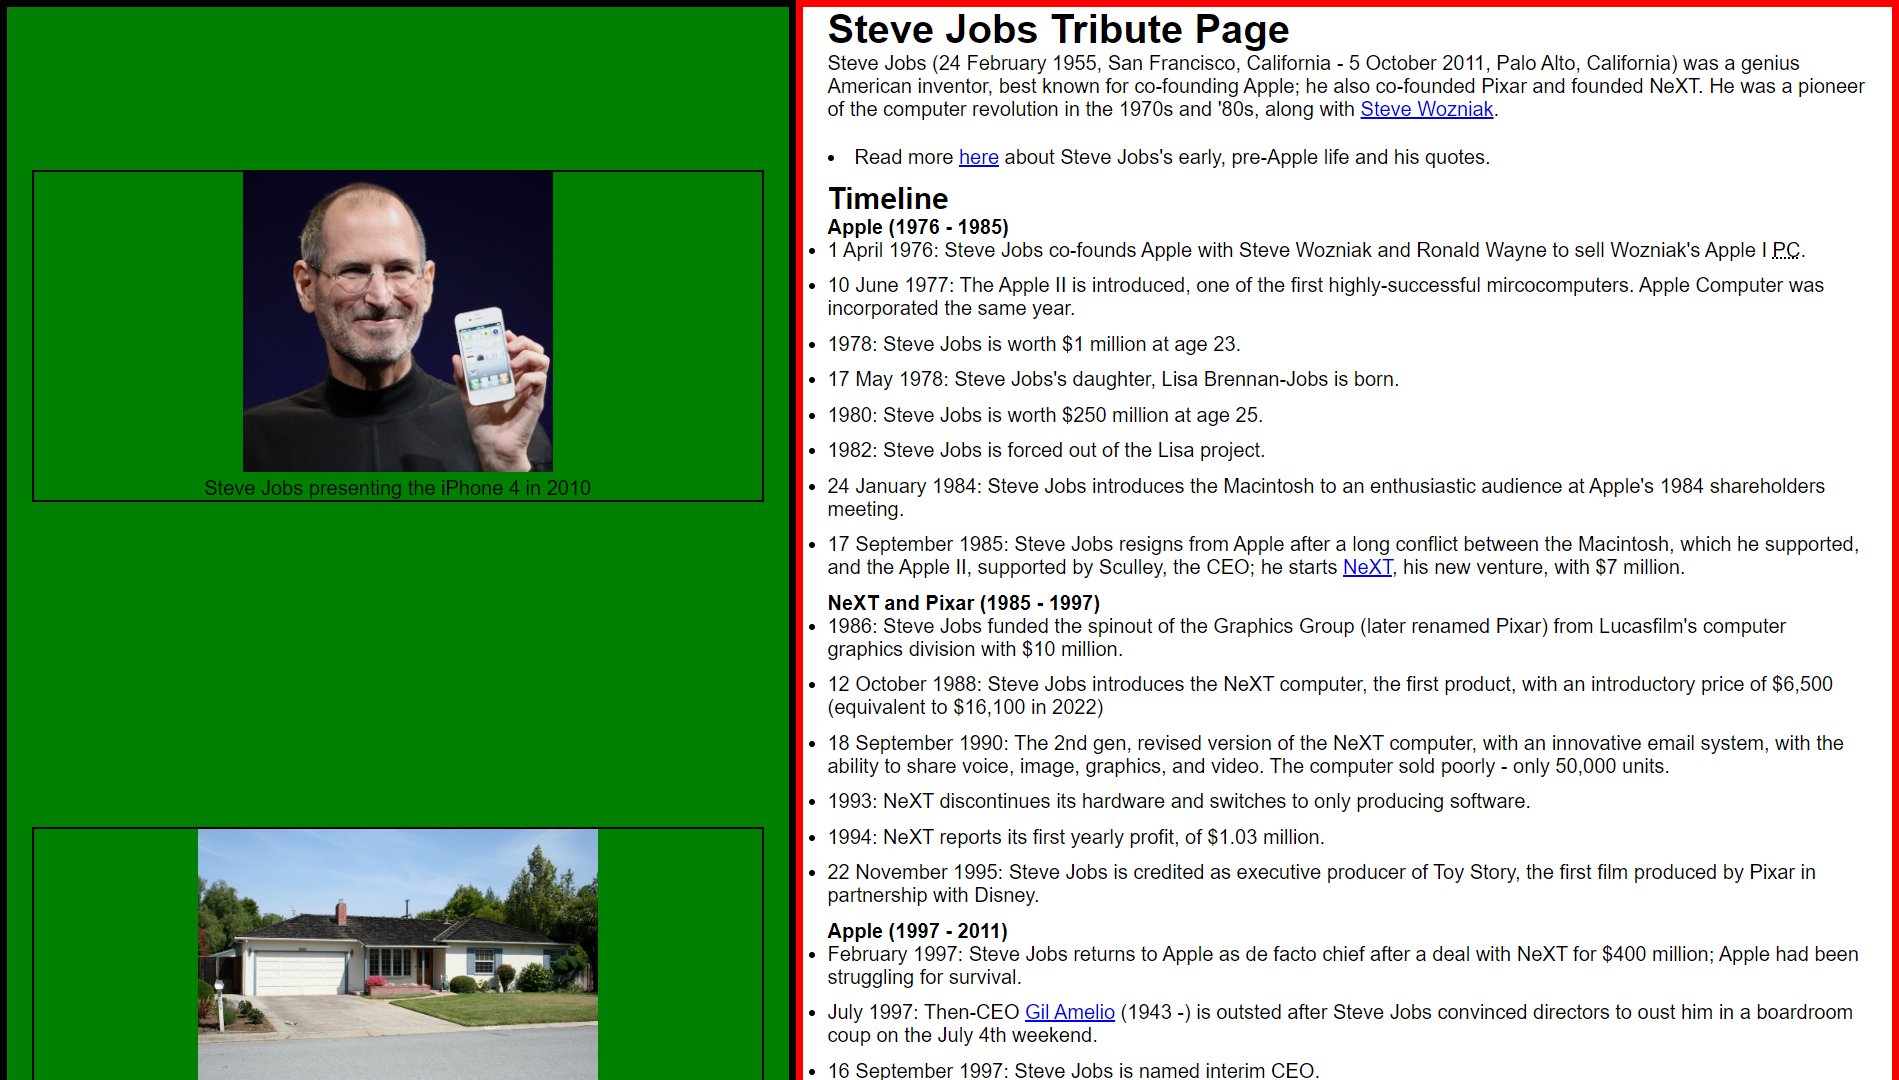 Steve Jobs presenting the iPhone 4 in 2010
Steve Jobs Tribute Page
Steve Jobs (24 February 1955, San Francisco, California - 5 October 2011, Palo Alto, California) was a genius
American inventor, best known for co-founding Apple; he also co-founded Pixar and founded NeXT. He was a pioneer
of the computer revolution in the 1970s and '80s, along with Steve Wozniak.
• Read more here about Steve Jobs's early, pre-Apple life and his quotes.
Timeline
Apple (1976 - 1985)
• 1 April 1976: Steve Jobs co-founds Apple with Steve Wozniak and Ronald Wayne to sell Wozniak's Apple I PC.
• 10 June 1977: The Apple II is introduced, one of the first highly-successful mircocomputers. Apple Computer was
incorporated the same year.
• 1978: Steve Jobs is worth $1 million at age 23.
• 17 May 1978: Steve Jobs's daughter, Lisa Brennan-Jobs is born.
• 1980: Steve Jobs is worth $250 million at age 25.
• 1982: Steve Jobs is forced out of the Lisa project.
• 24 January 1984: Steve Jobs introduces the Macintosh to an enthusiastic audience at Apple's 1984 shareholders
meeting.
• 17 September 1985: Steve Jobs resigns from Apple after a long conflict between the Macintosh, which he supported,
and the Apple II, supported by Sculley, the CEO; he starts NeXT, his new venture, with $7 million.
NeXT and Pixar (1985 - 1997)
• 1986: Steve Jobs funded the spinout of the Graphics Group (later renamed Pixar) from Lucasfilm's computer
graphics division with $10 million.
• 12 October 1988: Steve Jobs introduces the NeXT computer, the first product, with an introductory price of $6,500
(equivalent to $16,100 in 2022)
• 18 September 1990: The 2nd gen, revised version of the NeXT computer, with an innovative email system, with the
ability to share voice, image, graphics, and video. The computer sold poorly - only 50,000 units.
• 1993: NeXT discontinues its hardware and switches to only producing software.
• 1994: NeXT reports its first yearly profit, of $1.03 million.
• 22 November 1995: Steve Jobs is credited as executive producer of Toy Story, the first film produced by Pixar in
partnership with Disney.
Apple (1997 - 2011)
• February 1997: Steve Jobs returns to Apple as de facto chief after a deal with NeXT for $400 million; Apple had been
struggling for survival.
• July 1997: Then-CEO Gil Amelio (1943 -) is outsted after Steve Jobs convinced directors to oust him in a boardroom
coup on the July 4th weekend.
• 16 September 1997: Steve Jobs is named interim CEO.